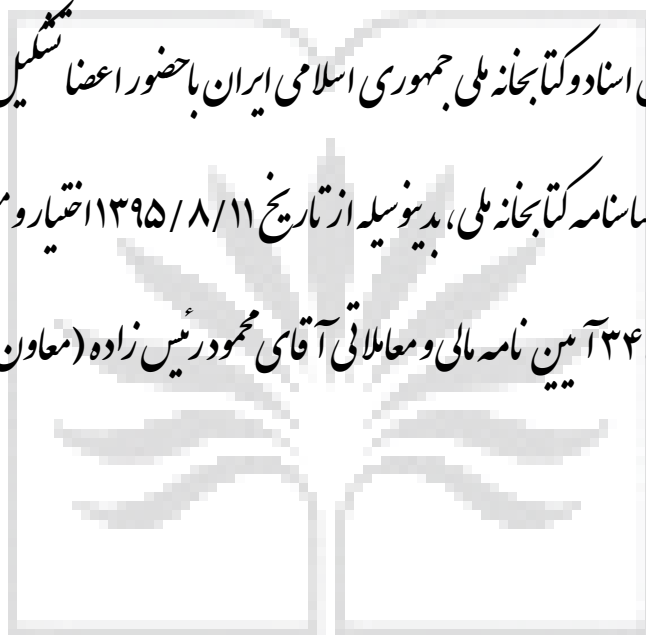 اسناد و کتابخانه ملی جمهوری اسلامی ایران با حضور اعضا تشکیل
کتابخانه ملی، بدینوسیله از تاریخ ۱۳۹۵/۸/۱۱ اختیار و
۳۴ آیین نامه مالی و معاملاتی آقای محمود رئیس زاده (معاون